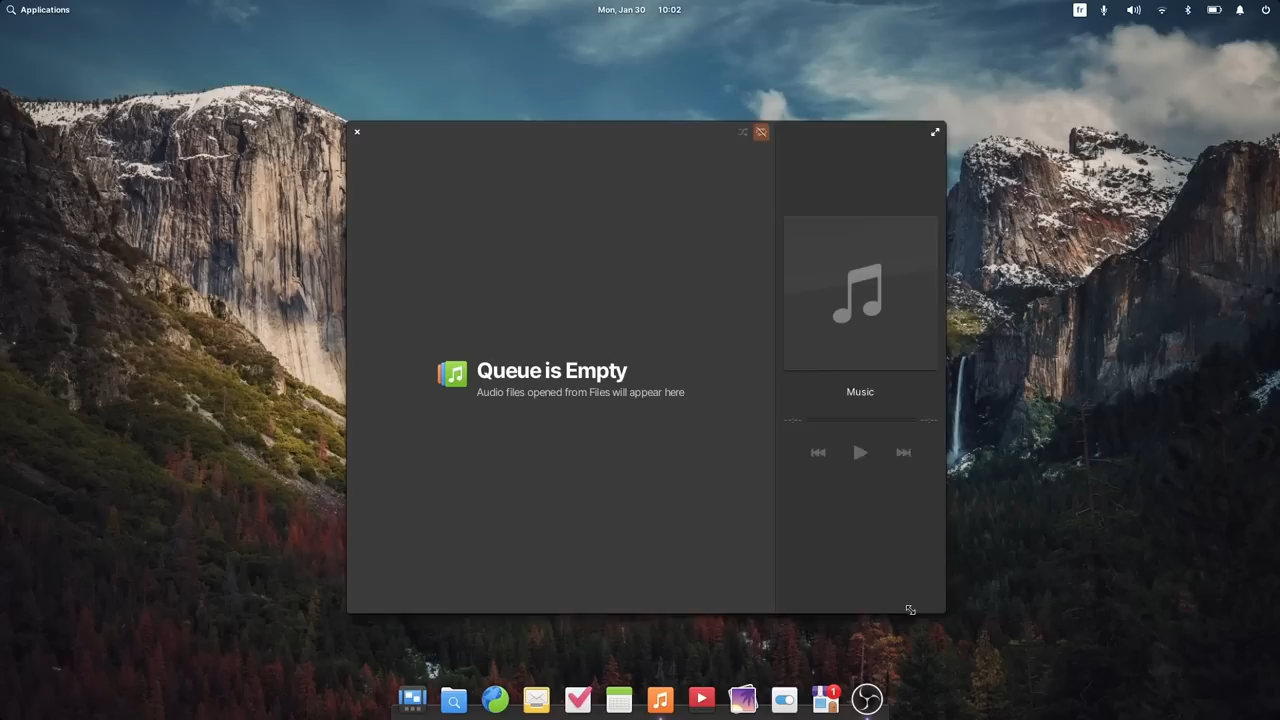 Applications
Mon, Jan 30 10:02
fr
Queue is Empty
Audio files opened from Files will appear here
Music
--:--
--:--
1